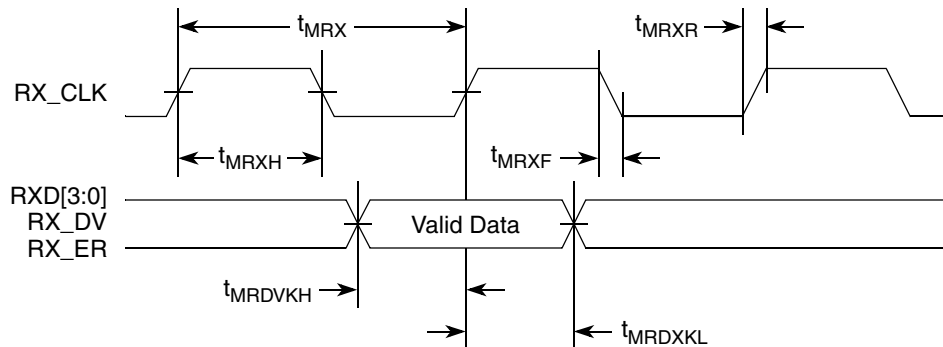 tMRX
tMRXR
RX_CLK
tMRXH
tMRXF
RXD[3:0]
RX_DV
Valid Data
RX_ER
tMRDVKH
tMRDXKL